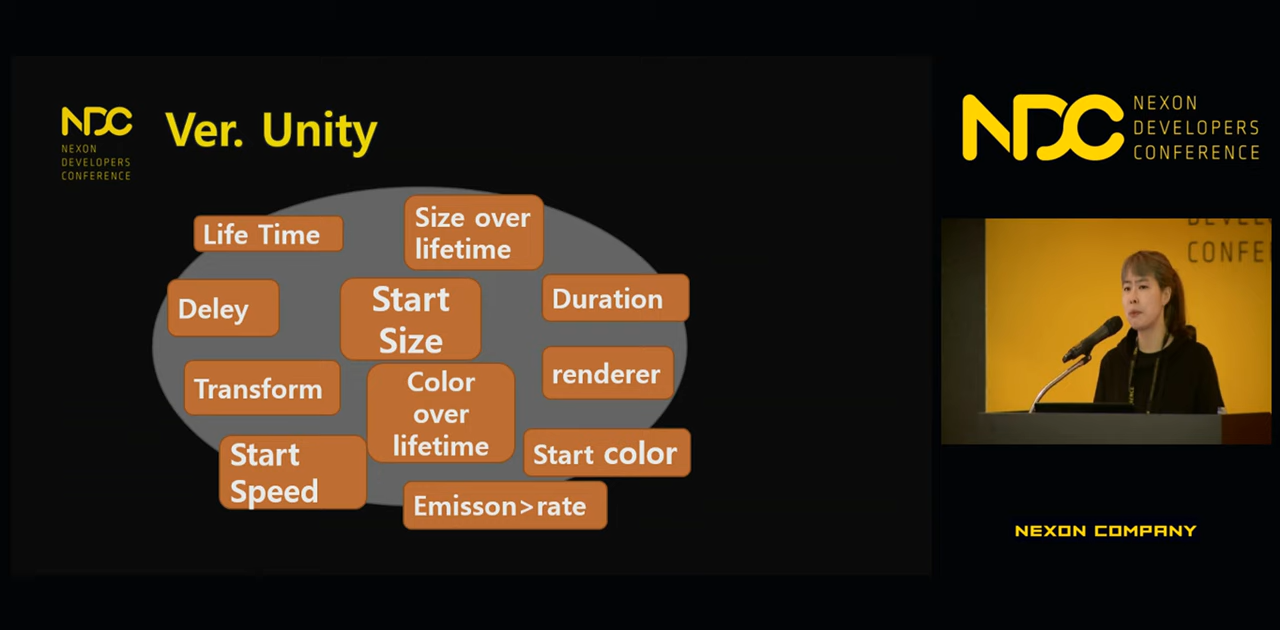 NDC
NEXON
DEVELOPERS
CONFERENCE
Ver. Unity
Life Time
Size over
lifetime
Deley
Start
Size
Duration
Transform
Color
over
lifetime
renderer
Start
Speed
Start color
Emisson>rate
NDC
NEXON
DEVELOPERS
CONFERENCE
NEXON COMPANY